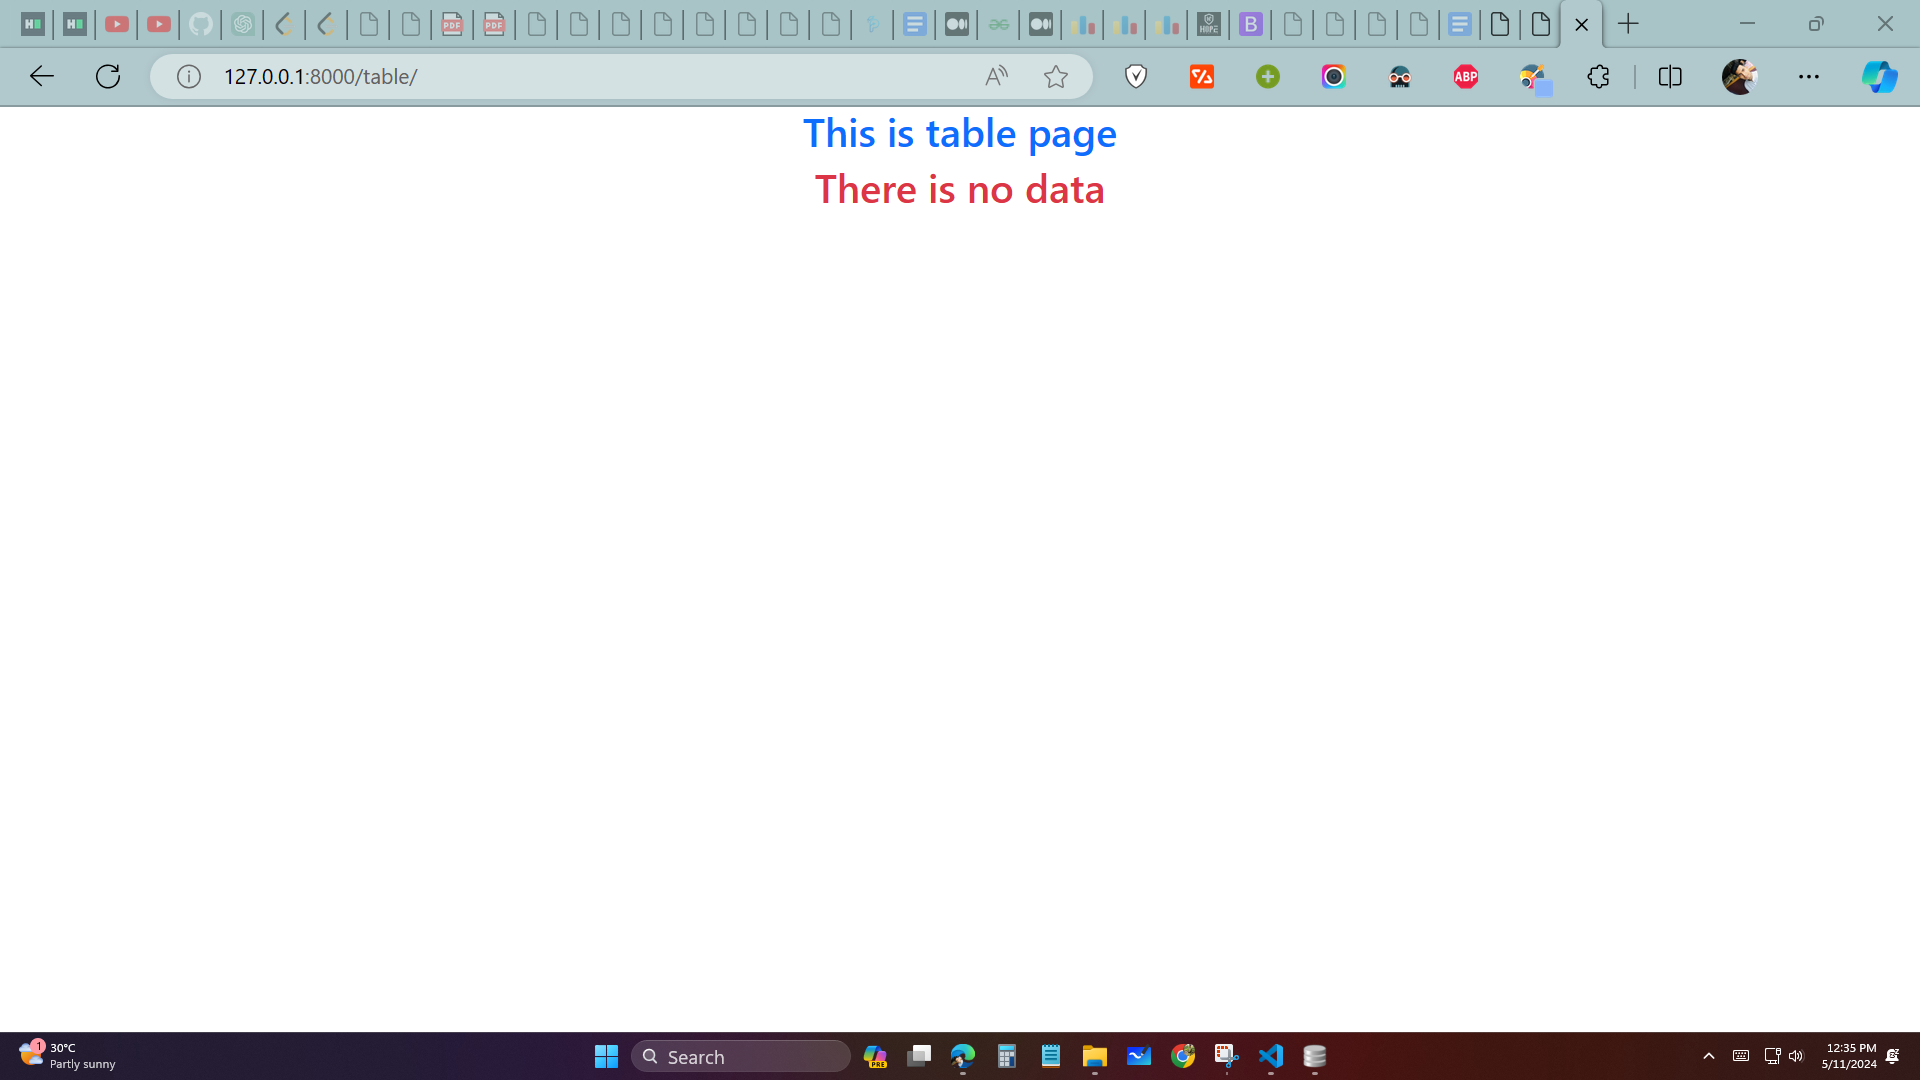 127.0.0.1:8000/table/
ABP
This is table page
There is no data
1
30°C
Partly sunny
Search
PRE
12:35 PM
5/11/2024